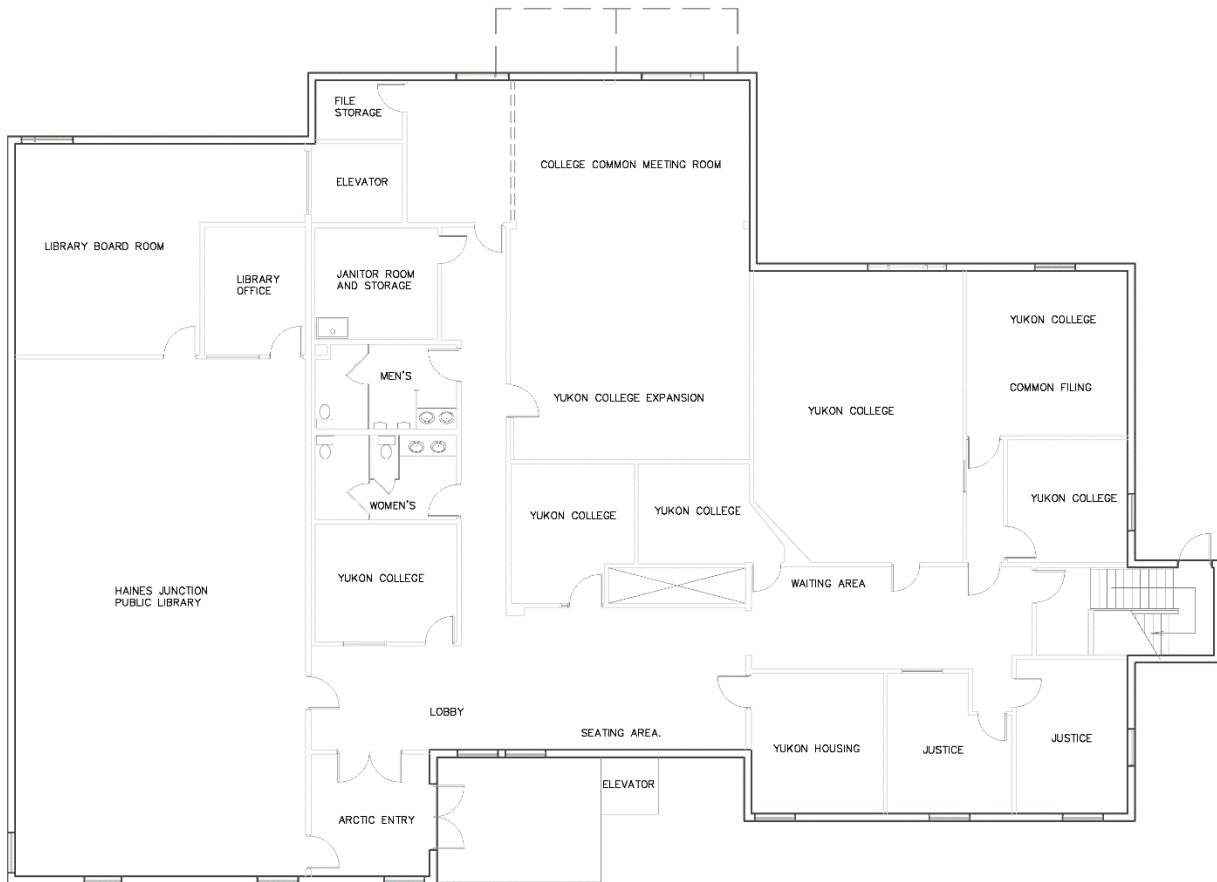 FILE
STORAGE
COLLEGE COMMON MEETING ROOM
ELEVATOR
LIBRARY BOARD ROOM
LIBRARY
OFFICE
JANITOR ROOM
AND STORAGE
YUKON COLLEGE
COMMON FILING
MEN'S
YUKON COLLEGE EXPANSION
YUKON COLLEGE
YUKON COLLEGE
WOMEN'S
YUKON COLLEGE
YUKON COLLEGE
YUKON COLLEGE
WAITING AREA
HAINES JUNCTION
PUBLIC LIBRARY
LOBBY
SEATING AREA.
YUKON HOUSING
JUSTICE
JUSTICE
ELEVATOR
ARCTIC ENTRY